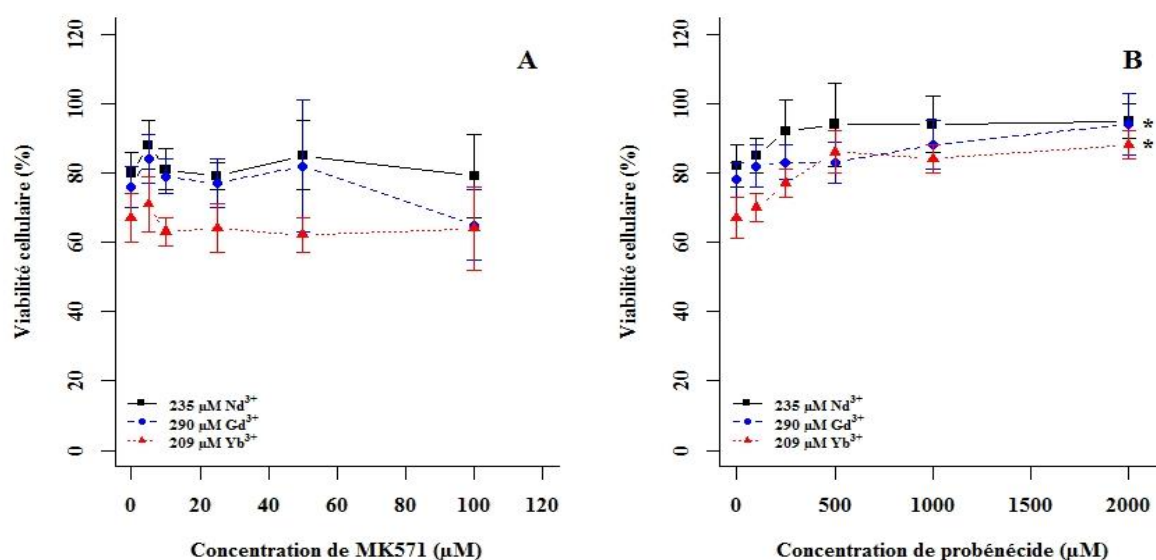 A
Viabilité cellulaire (%)
120
100
80
60
40
20
0
235 µM Nd³⁺
290 µM Gd³⁺
209 µM Yb³⁺
0 20 40 60 80 100 120
Concentration de MK571 (µM)
B
Viabilité cellulaire (%)
120
100
80
60
40
20
0
*
*
235 µM Nd³⁺
290 µM Gd³⁺
209 µM Yb³⁺
0 500 1000 1500 2000
Concentration de probénécide (µM)